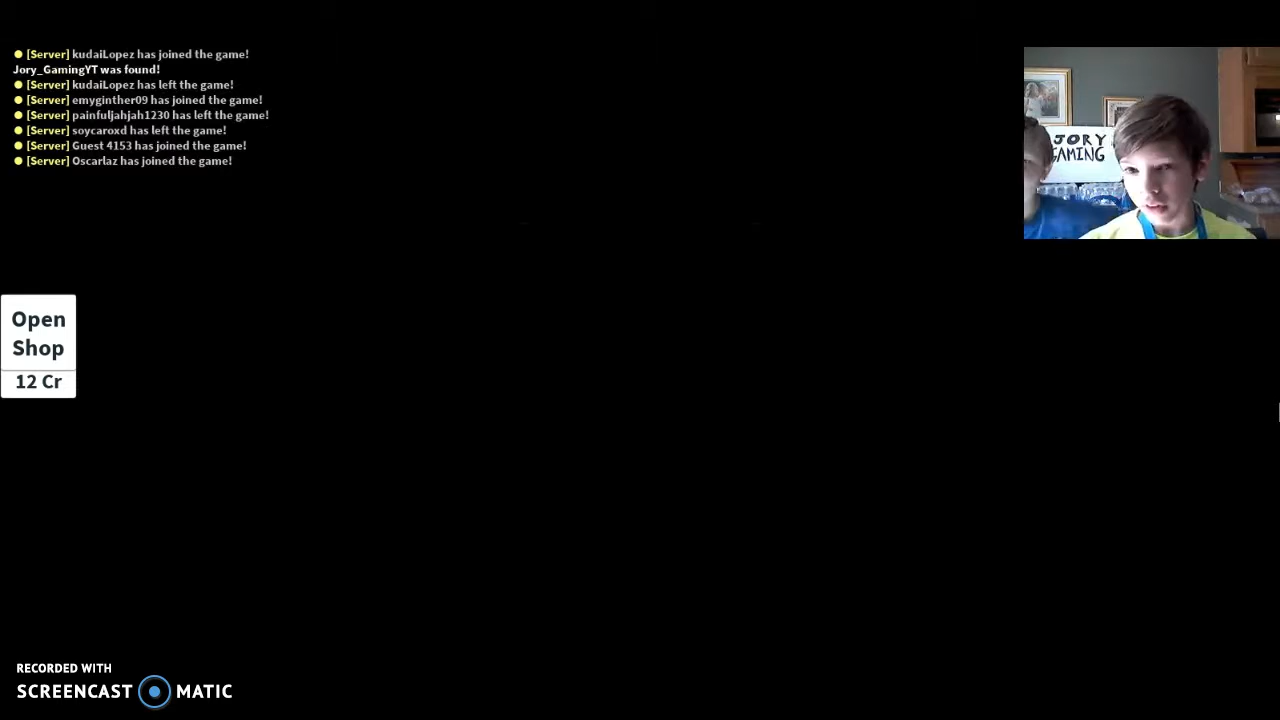 [Server] kudaiLopez has joined the game!
Jory_GamingYT was found!
[Server] kudaiLopez has left the game!
[Server] emyginther09 has joined the game!
[Server] painfuljahjah1230 has left the game!
[Server] soycaroxd has left the game!
[Server] Guest 4153 has joined the game!
[Server] Oscarlaz has joined the game!
JORY
GAMING
Open
Shop
12 Cr
RECORDED WITH
SCREENCAST MATIC